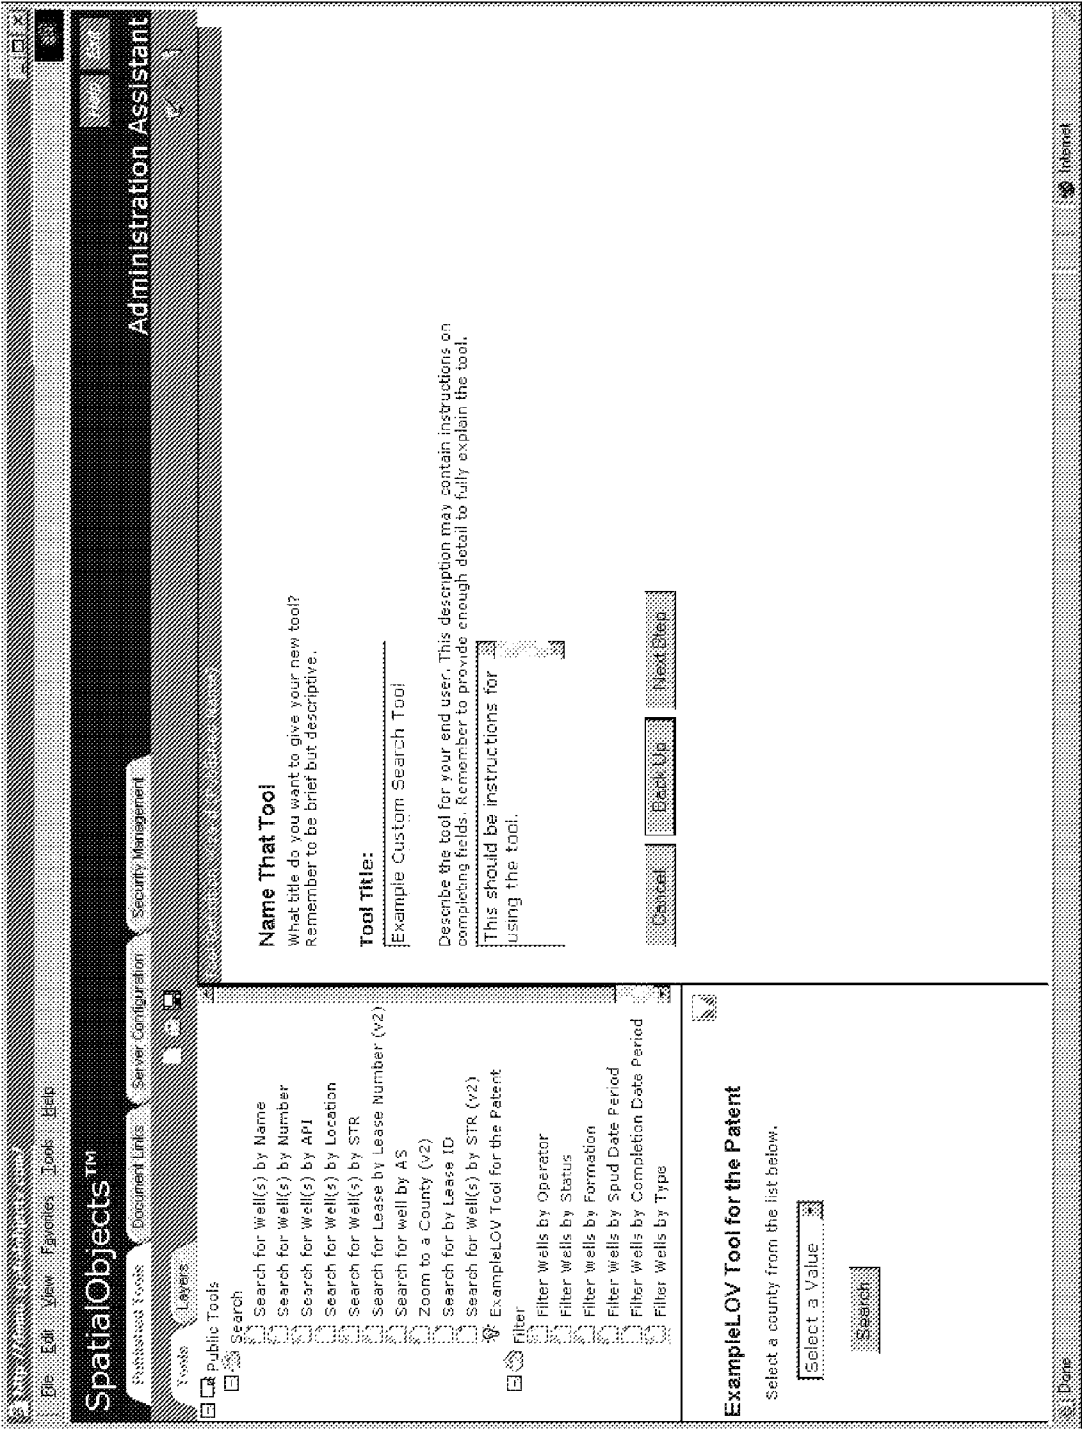 File Edit View Favorites Tools Help
SpatialObjects™
Help Exit
Administration Assistant
Document Links
Server Configuration
Security Management
Tools
Layers
Public Tools
Search
Search for Well(s) by Name
Search for Well(s) by Number
Search for Well(s) by API
Search for Well(s) by Location
Search for Well(s) by STR
Search for Lease by Lease Number (v2)
Search for well by AS
Zoom to a County (v2)
Search by Lease ID
Search for Well(s) by STR (v2)
ExampleLOV Tool for the Patent
Filter
Filter Wells by Operator
Filter Wells by Status
Filter Wells by Formation
Filter Wells by Spud Date Period
Filter Wells by Completion Date Period
Filter Wells by Type
ExampleLOV Tool for the Patent
Select a county from the list below.
Select a Value
Search
Name That Tool
What title do you want to give your new tool?
Remember to be brief but descriptive.
Tool Title:
Example Custom Search Tool
Describe the tool for your end user. This description may contain instructions on
completing fields. Remember to provide enough detail to fully explain the tool.
This should be instructions for
using the tool.
Cancel
Back Up
Next Step
Done
Internet